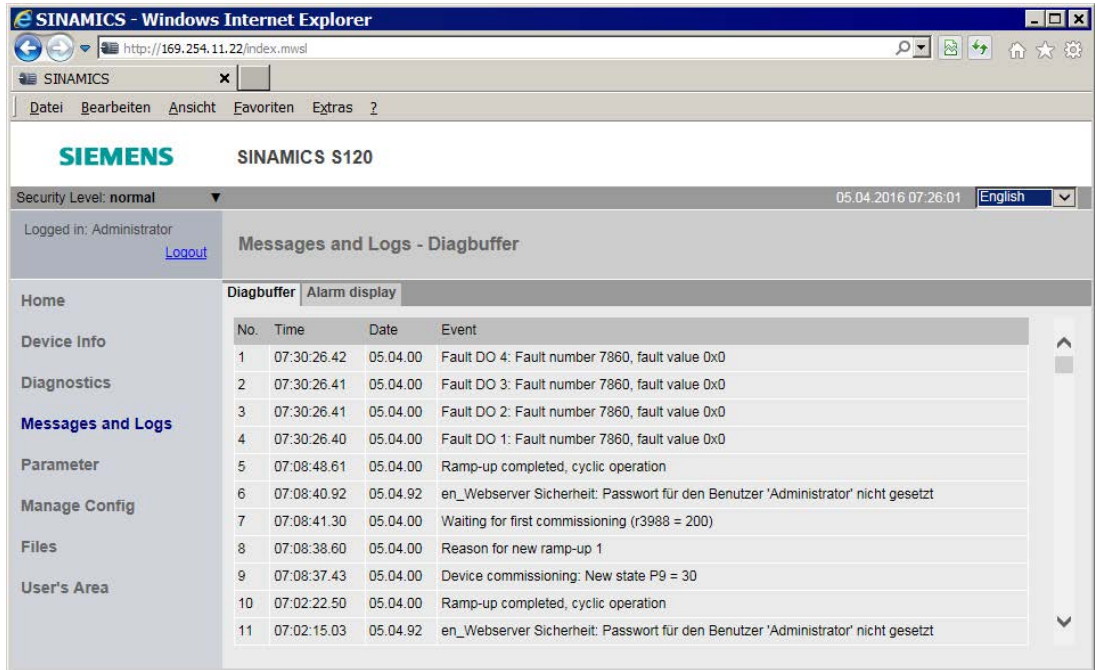 SINAMICS - Windows Internet Explorer
http://169.254.11.22/index.mwsl
SINAMICS
Datei Bearbeiten Ansicht Favoriten Extras ?
SIEMENS SINAMICS S120
Security Level: normal 05.04.2016 07:26:01 English
Logged in: Administrator
Logout
Messages and Logs - Diagbuffer
Home
Device Info
Diagnostics
Messages and Logs
Parameter
Manage Config
Files
User's Area
Diagbuffer Alarm display
No. Time Date Event
1 07:30:26.42 05.04.00 Fault DO 4: Fault number 7860, fault value 0x0
2 07:30:26.41 05.04.00 Fault DO 3: Fault number 7860, fault value 0x0
3 07:30:26.41 05.04.00 Fault DO 2: Fault number 7860, fault value 0x0
4 07:30:26.40 05.04.00 Fault DO 1: Fault number 7860, fault value 0x0
5 07:08:48.61 05.04.00 Ramp-up completed, cyclic operation
6 07:08:40.92 05.04.92 en_Webserver Sicherheit: Passwort für den Benutzer 'Administrator' nicht gesetzt
7 07:08:41.30 05.04.00 Waiting for first commissioning (r3988 = 200)
8 07:08:38.60 05.04.00 Reason for new ramp-up 1
9 07:08:37.43 05.04.00 Device commissioning: New state P9 = 30
10 07:02:22.50 05.04.00 Ramp-up completed, cyclic operation
11 07:02:15.03 05.04.92 en_Webserver Sicherheit: Passwort für den Benutzer 'Administrator' nicht gesetzt